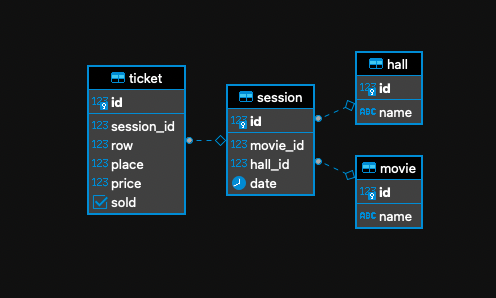 ticket
123 id
123 session_id
123 row
123 place
123 price
sold
session
123 id
123 movie_id
123 hall_id
date
hall
123 id
ABC name
movie
123 id
ABC name